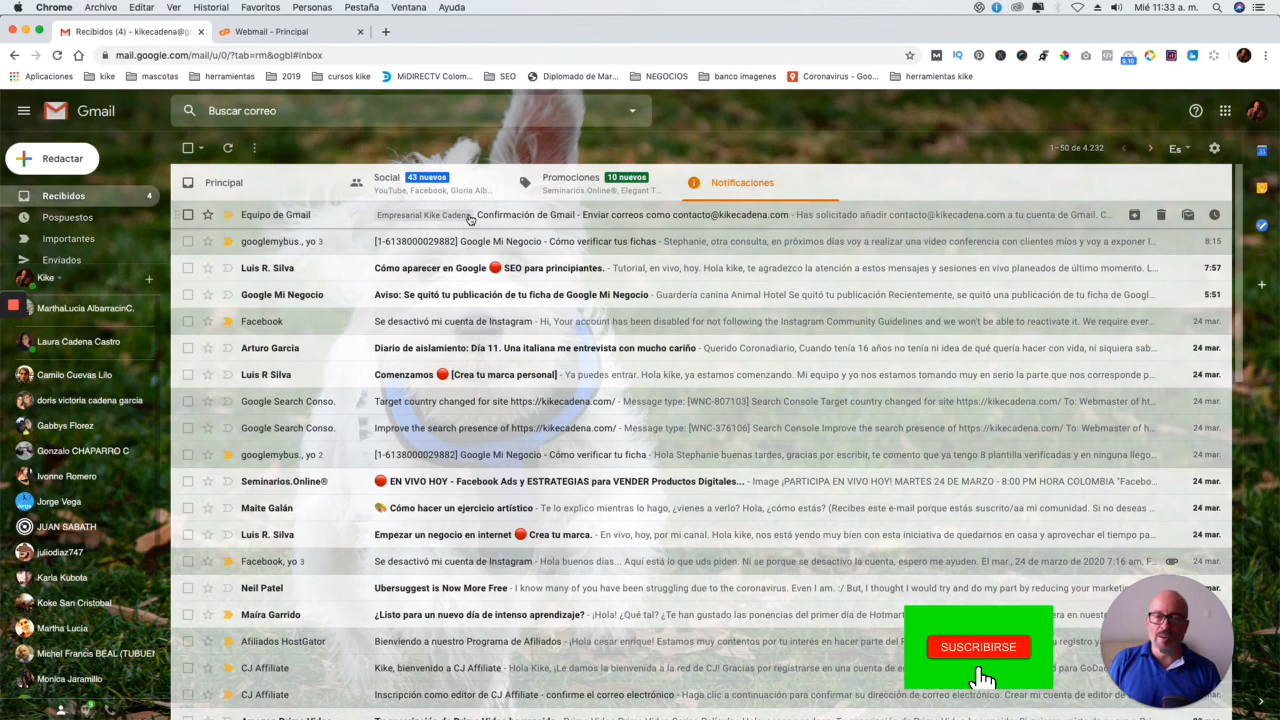 Chrome Archivo Editar Ver Historial Favoritos Personas Pestaña Ventana Ayuda Mié 11:33 a. m.
Recibidos (4) - kikecadena@g Webmail - Principal
mail.google.com/mail/u/0/?tab=rm&ogbl#inbox
9.10
Aplicaciones kike mascotas herramientas 2019 cursos kike MiDIRECTV Colom... SEO Diplomado de Mar... NEGOCIOS banco imagenes Coronavirus - Goo... herramientas kike
Gmail Buscar correo
Redactar
1–50 de 4.232 Es
Principal
Social 43 nuevos
YouTube, Facebook, Gloria Alb...
Promociones 10 nuevos
Seminarios.Online®, Elegant T...
Notificaciones
Recibidos 4
Pospuestos
Importantes
Enviados
Kike
MarthaLucia AlbarracinC.
Laura Cadena Castro
Camilo Cuevas Lilo
doris victoria cadena garcia
Gabbys Florez
Gonzalo CHAPARRO C
Ivonne Romero
Jorge Vega
JUAN SABATH
juliodiaz747
Karla Kubota
Koke San Cristobal
Martha Lucia
Michel Francis BEAL (TUBUEN
Monica Jaramillo
Equipo de Gmail Empresarial Kike Cadena Confirmación de Gmail - Enviar correos como contacto@kikecadena.com - Has solicitado añadir contacto@kikecadena.com a tu cuenta de Gmail. C...
googlemybus., yo 3 [1-6138000029882] Google Mi Negocio - Cómo verificar tus fichas - Stephanie, otra consulta, en próximos días voy a realizar una video conferencia con clientes míos y voy a exponer l... 8:15
Luis R. Silva Cómo aparecer en Google 🔴 SEO para principiantes. - Tutorial, en vivo, hoy. Hola kike, te agradezco la atención a estos mensajes y sesiones en vivo planeados de último momento. L... 7:57
Google Mi Negocio Aviso: Se quitó tu publicación de tu ficha de Google Mi Negocio - Guardería canina Animal Hotel Se quitó tu publicación Recientemente, se quitó una publicación de tu ficha de Googl... 5:51
Facebook Se desactivó mi cuenta de Instagram - Hi, Your account has been disabled for not following the Instagram Community Guidelines and we won't be able to reactivate it. We require ever... 24 mar.
Arturo Garcia Diario de aislamiento: Día 11. Una italiana me entrevista con mucho cariño - Querido Coronadiario, Cuando tenía 16 años no tenía ni idea de qué quería hacer con vida, ni siquiera sab... 24 mar.
Luis R Silva Comenzamos 🔴 [Crea tu marca personal] - Ya puedes entrar. Hola kike, ya estamos comenzando. Mi equipo y yo nos estamos tomando muy en serio la parte que nos corresponde p... 24 mar.
Google Search Conso. Target country changed for site https://kikecadena.com/ - Message type: [WNC-807103] Search Console Target country changed for site https://kikecadena.com/ To: Webmaster of ht... 24 mar.
Google Search Conso. Improve the search presence of https://kikecadena.com/ - Message type: [WNC-376106] Search Console Improve the search presence of https://kikecadena.com/ To: Webmaster of h... 24 mar.
googlemybus., yo 2 [1-6138000029882] Google Mi Negocio - Cómo verificar tu ficha - Hola Stephanie buenas tardes, gracias por escribir, te comento que ya tengo 8 plantilla verificadas y en ningun... 24 mar.
Seminarios.Online® 🔴 EN VIVO HOY - Facebook Ads y ESTRATEGIAS para VENDER Productos Digitales... - Image ¡PARTICIPA EN VIVO HOY! MARTES 24 DE MARZO - 8:00 PM HORA COLOMBIA "Facebo... 24 mar.
Maite Galán 🎨 Cómo hacer un ejercicio artístico - Te lo explico mientras lo hago, ¿vienes a verlo? Hola, ¿cómo estás? (Recibes este e-mail porque estás suscrito/aa mi comunidad. Si no deseas ... 24 mar.
Luis R. Silva Empezar un negocio en internet 🔴 Crea tu marca. - En vivo, hoy, por mi canal. Hola kike, nos está yendo muy bien con esta iniciativa de quedarnos en casa y aprovechar el tiempo pa... 24 mar.
Facebook, yo 3 Se desactivó mi cuenta de Instagram - Hola buenos días... Aquí está lo que uds piden. Ni se porque se desactivo la cuenta, espero me ayuden. El mar., 24 de marzo de 2020 7:16 am, F... 24 mar.
Neil Patel Ubersuggest is Now More Free - I know many of you have been struggling due to the coronavirus. Even I am. :/ But, I thought I would try and do my part by reducing your marketing
Maíra Garrido ¿Listo para un nuevo día de intenso aprendizaje? - ¡Hola! ¿Qué tal? ¿Te han gustado las ponencias del primer día de Hotmart
Afiliados HostGator Bienvenido a nuestro Programa de Afiliados - ¡Hola cesar enrique! Estamos muy contentos por tu interés en hacer parte del P registro y
CJ Affiliate Kike, bienvenido a CJ Affiliate! - Hola Kike, ¡Le damos la bienvenida a la red de CJ! Gracias por registrarse en una cuenta de e d para GoDad
CJ Affiliate Inscripción como editor de CJ Affiliate - confirme el correo electrónico - Haga clic a continuación para confirmar su dirección de correo electrónico. Crear mi cuenta de editor de
SUSCRIBIRSE